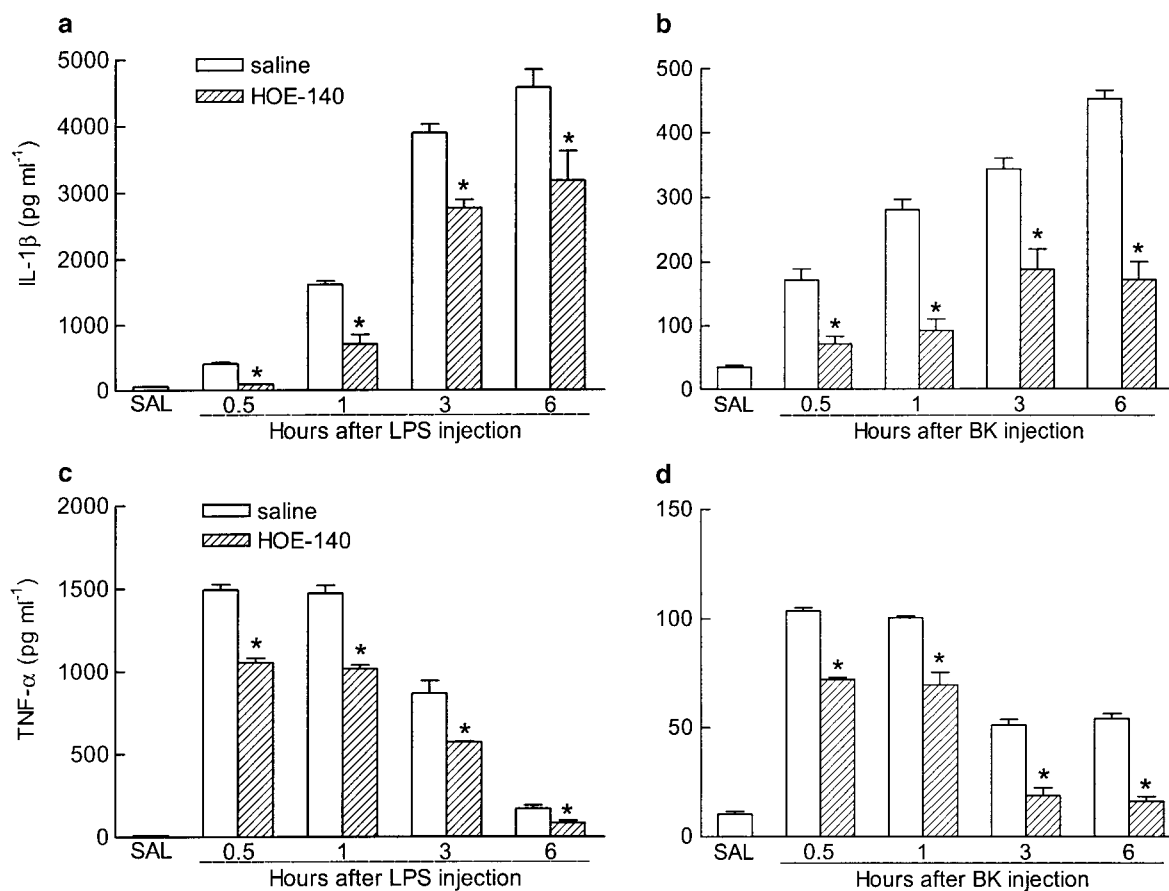 a
5000
4000
3000
2000
1000
0
IL-1β (pg ml⁻¹)
saline
HOE-140
*
*
*
*
SAL
0.5
1
3
6
Hours after LPS injection
b
500
400
300
200
100
0
*
*
*
*
SAL
0.5
1
3
6
Hours after BK injection
c
2000
1500
1000
500
0
TNF-α (pg ml⁻¹)
saline
HOE-140
*
*
*
*
SAL
0.5
1
3
6
Hours after LPS injection
d
150
100
50
0
*
*
*
*
SAL
0.5
1
3
6
Hours after BK injection